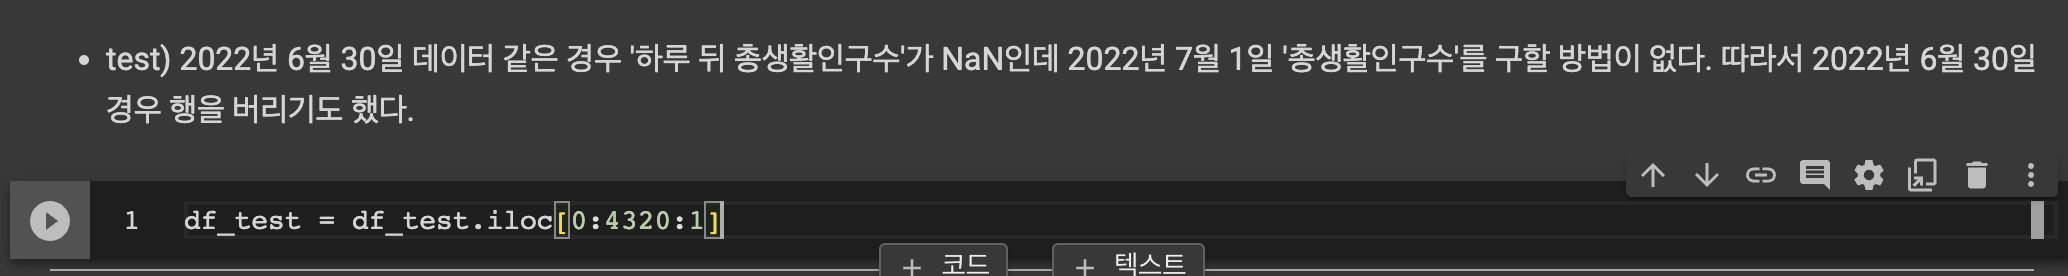 • test) 2022년 6월 30일 데이터 같은 경우 '하루 뒤 총생활인구수'가 NaN인데 2022년 7월 1일 '총생활인구수'를 구할 방법이 없다. 따라서 2022년 6월 30일
경우 행을 버리기도 했다.
1 df_test = df_test.iloc[0:4320:1]
+ 코드 + 텍스트